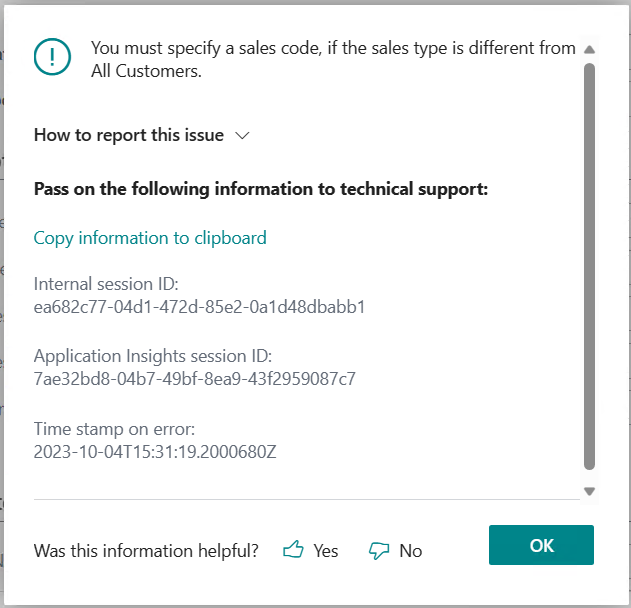 You must specify a sales code, if the sales type is different from
All Customers.
How to report this issue
Pass on the following information to technical support:
Copy information to clipboard
Internal session ID:
ea682c77-04d1-472d-85e2-0a1d48dbabb1
Application Insights session ID:
7ae32bd8-04b7-49bf-8ea9-43f2959087c7
Time stamp on error:
2023-10-04T15:31:19.2000680Z
Was this information helpful? Yes No
OK